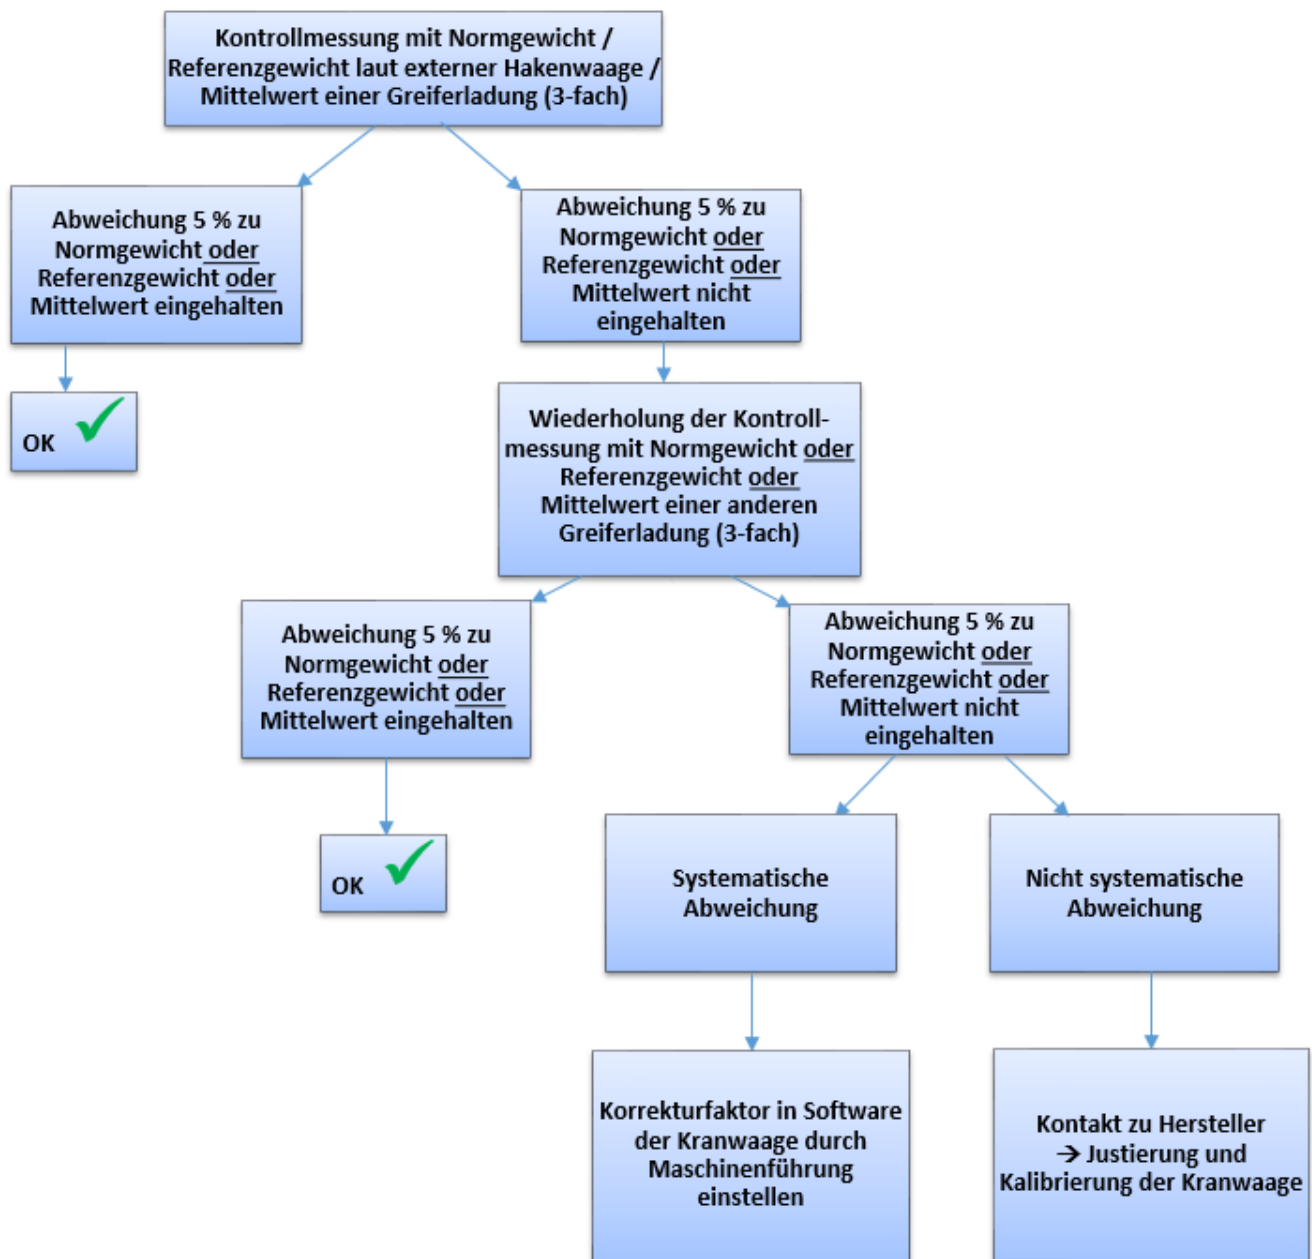 Kontrollmessung mit Normgewicht /
Referenzgewicht laut externer Hakenwaage /
Mittelwert einer Greiferladung (3-fach)
Abweichung 5 % zu
Normgewicht oder
Referenzgewicht oder
Mittelwert eingehalten
Abweichung 5 % zu
Normgewicht oder
Referenzgewicht oder
Mittelwert nicht
eingehalten
OK
Wiederholung der Kontroll-
messung mit Normgewicht oder
Referenzgewicht oder
Mittelwert einer anderen
Greiferladung (3-fach)
Abweichung 5 % zu
Normgewicht oder
Referenzgewicht oder
Mittelwert eingehalten
Abweichung 5 % zu
Normgewicht oder
Referenzgewicht oder
Mittelwert nicht
eingehalten
OK
Systematische
Abweichung
Nicht systematische
Abweichung
Korrekturfaktor in Software
der Kranwaage durch
Maschinenführung
einstellen
Kontakt zu Hersteller
→ Justierung und
Kalibrierung der Kranwaage